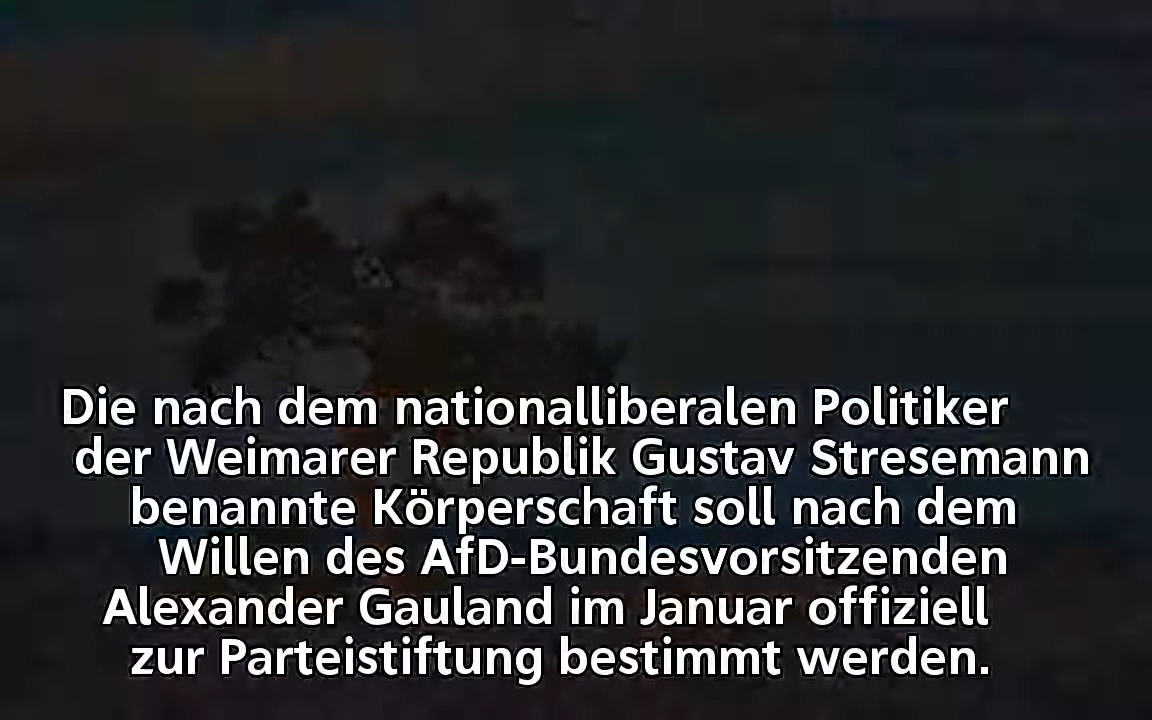 Die nach dem nationalliberalen Politiker
der Weimarer Republik Gustav Stresemann
benannte Körperschaft soll nach dem
Willen des AfD-Bundesvorsitzenden
Alexander Gauland im Januar offiziell
zur Parteistiftung bestimmt werden.